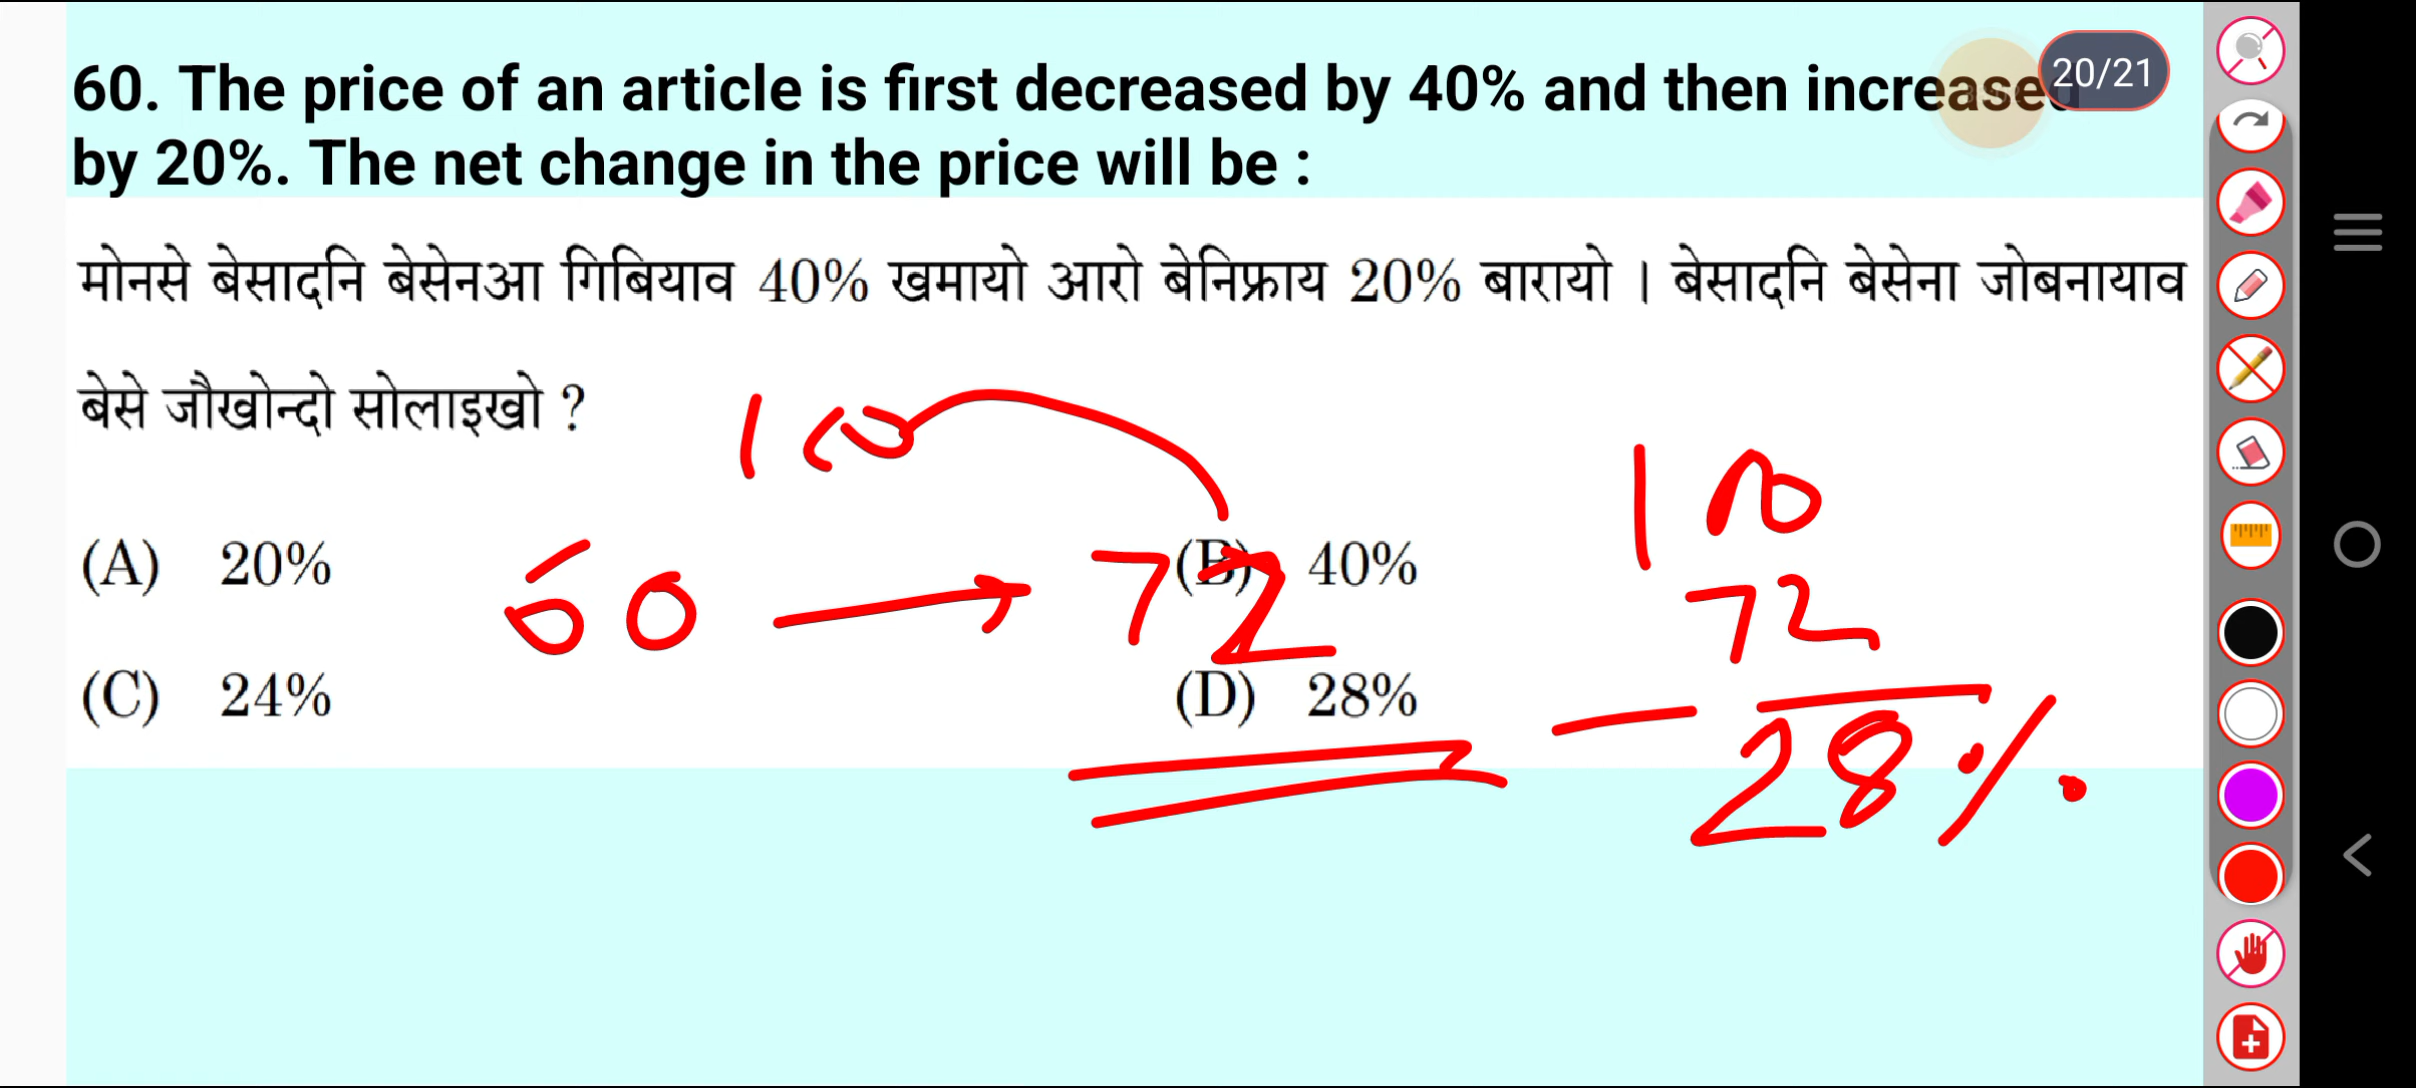 60. The price of an article is first decreased by 40% and then increased
20/21
by 20%. The net change in the price will be :
मोनसे बेसादनि बेसेनआ गिबियाव 40% खमायो आरो बेनिफ्राय 20% बारायो । बेसादनि बेसेना जोबनायाव
बेसे जौखोन्दो सोलाइखो ?
100
100
(A) 20%
60 → 72
(B) 40%
72
(C) 24%
(D) 28%
— 28%